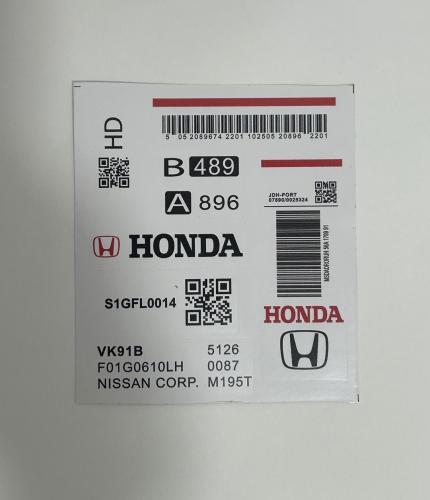 HD
5 05 2089674 2201 102505 20896 2201
B 489
A 896
JDH-PORT
07890/0025324
HONDA
S1GFL0014
HONDA
VK91B 5126
F01G0610LH 0087
NISSAN CORP. M195T